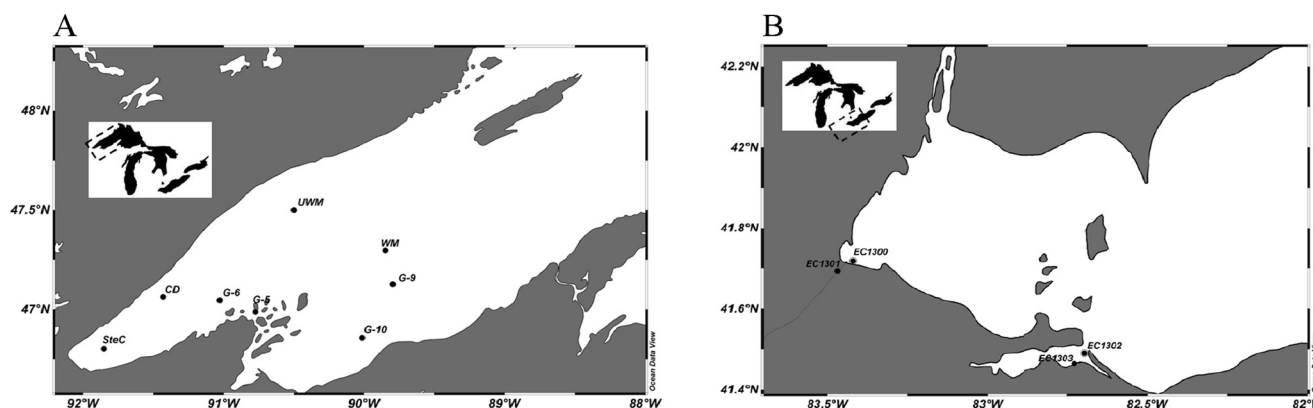 A
48°N
47.5°N
47°N
92°W
91°W
90°W
89°W
88°W
UWM
WM
G-9
G-6
G-5
CD
G-10
SteC
Ocean Data View
B
42.2°N
42°N
41.8°N
41.6°N
41.4°N
83.5°W
83°W
82.5°W
EC1300
EC1301
EC1302
EC1303